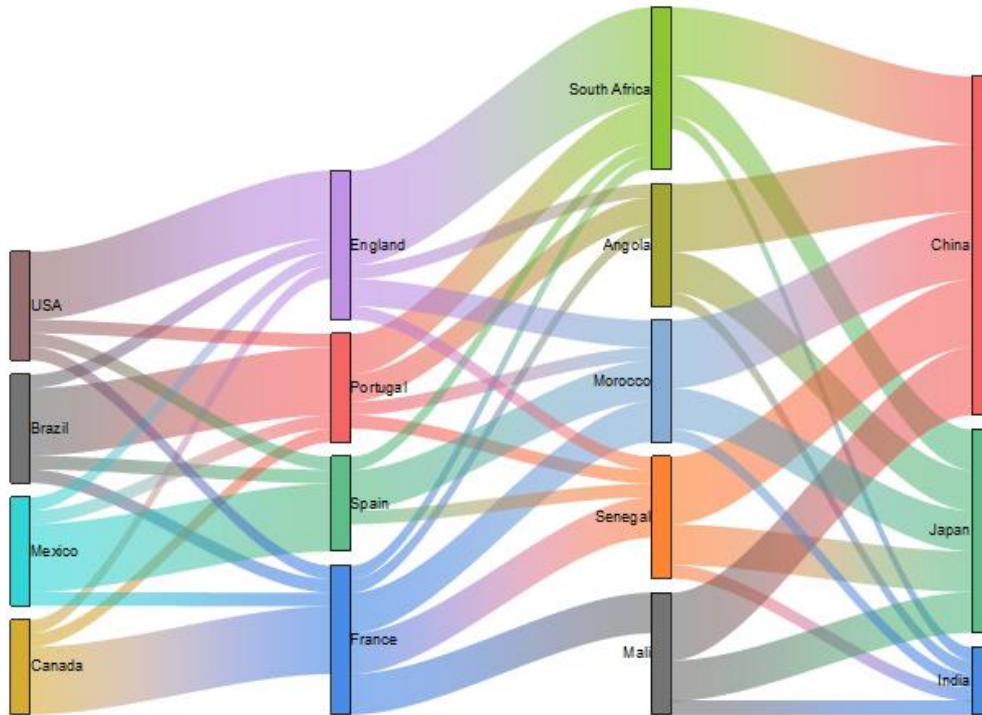 USA
Brazil
Mexico
Canada
England
Portugal
Spain
France
South Africa
Angola
Morocco
Senegal
Mali
China
Japan
India